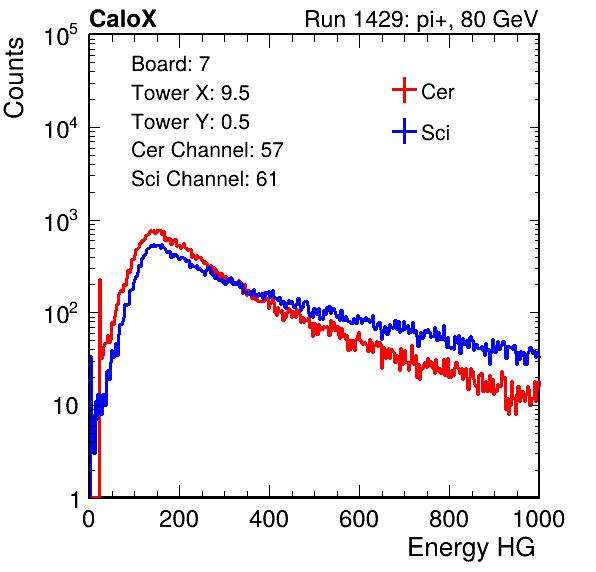 CaloX Run 1429: pi+, 80 GeV
Counts
Board: 7
Tower X: 9.5
Tower Y: 0.5
Cer Channel: 57
Sci Channel: 61
Cer
Sci
10^5
10^4
10^3
10^2
10
1
0 200 400 600 800 1000
Energy HG